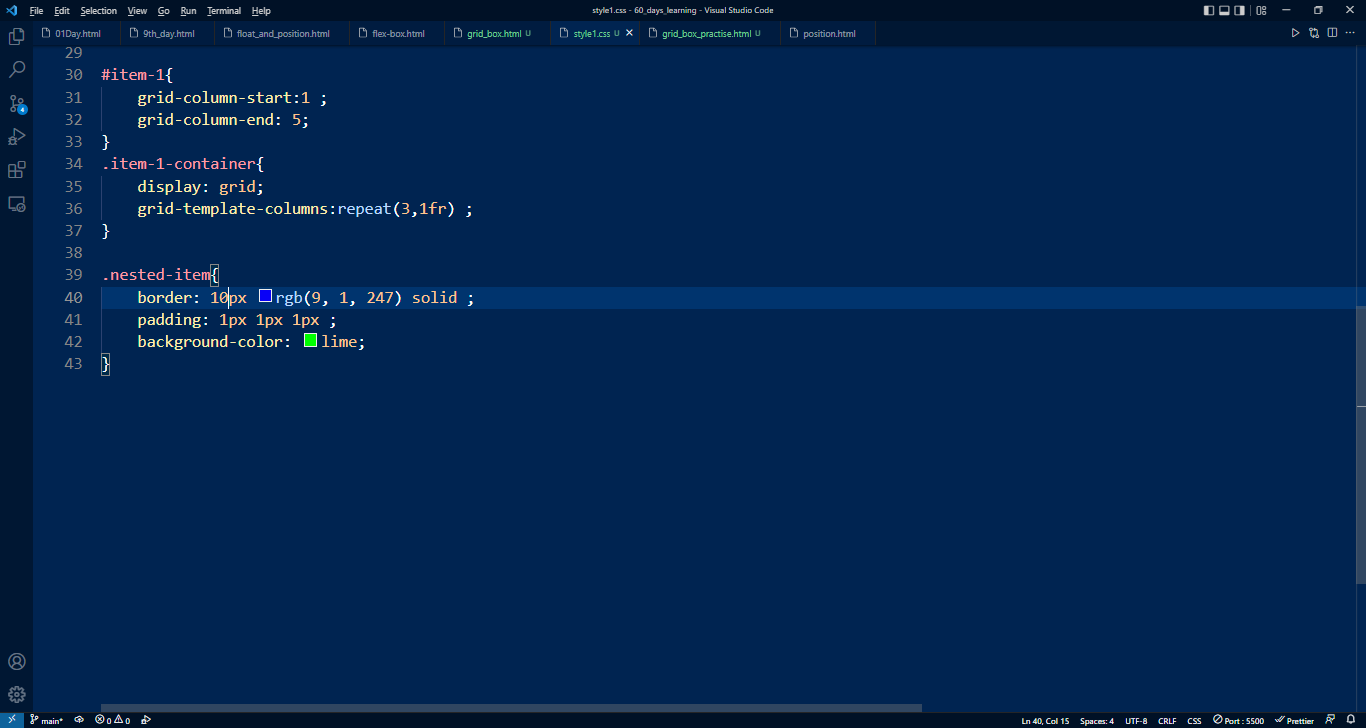 File Edit Selection View Go Run Terminal Help style1.css - 60_days_learning - Visual Studio Code
01Day.html 9th_day.html float_and_position.html flex-box.html grid_box.html U style1.css U grid_box_practise.html U position.html
29
30 #item-1{
31 grid-column-start:1 ;
32 grid-column-end: 5;
33 }
34 .item-1-container{
35 display: grid;
36 grid-template-columns:repeat(3,1fr) ;
37 }
38
39 .nested-item{
40 border: 10px rgb(9, 1, 247) solid ;
41 padding: 1px 1px 1px ;
42 background-color: lime;
43 }
4
main* 0 0 Ln 40, Col 15 Spaces: 4 UTF-8 CRLF CSS Port : 5500 Prettier